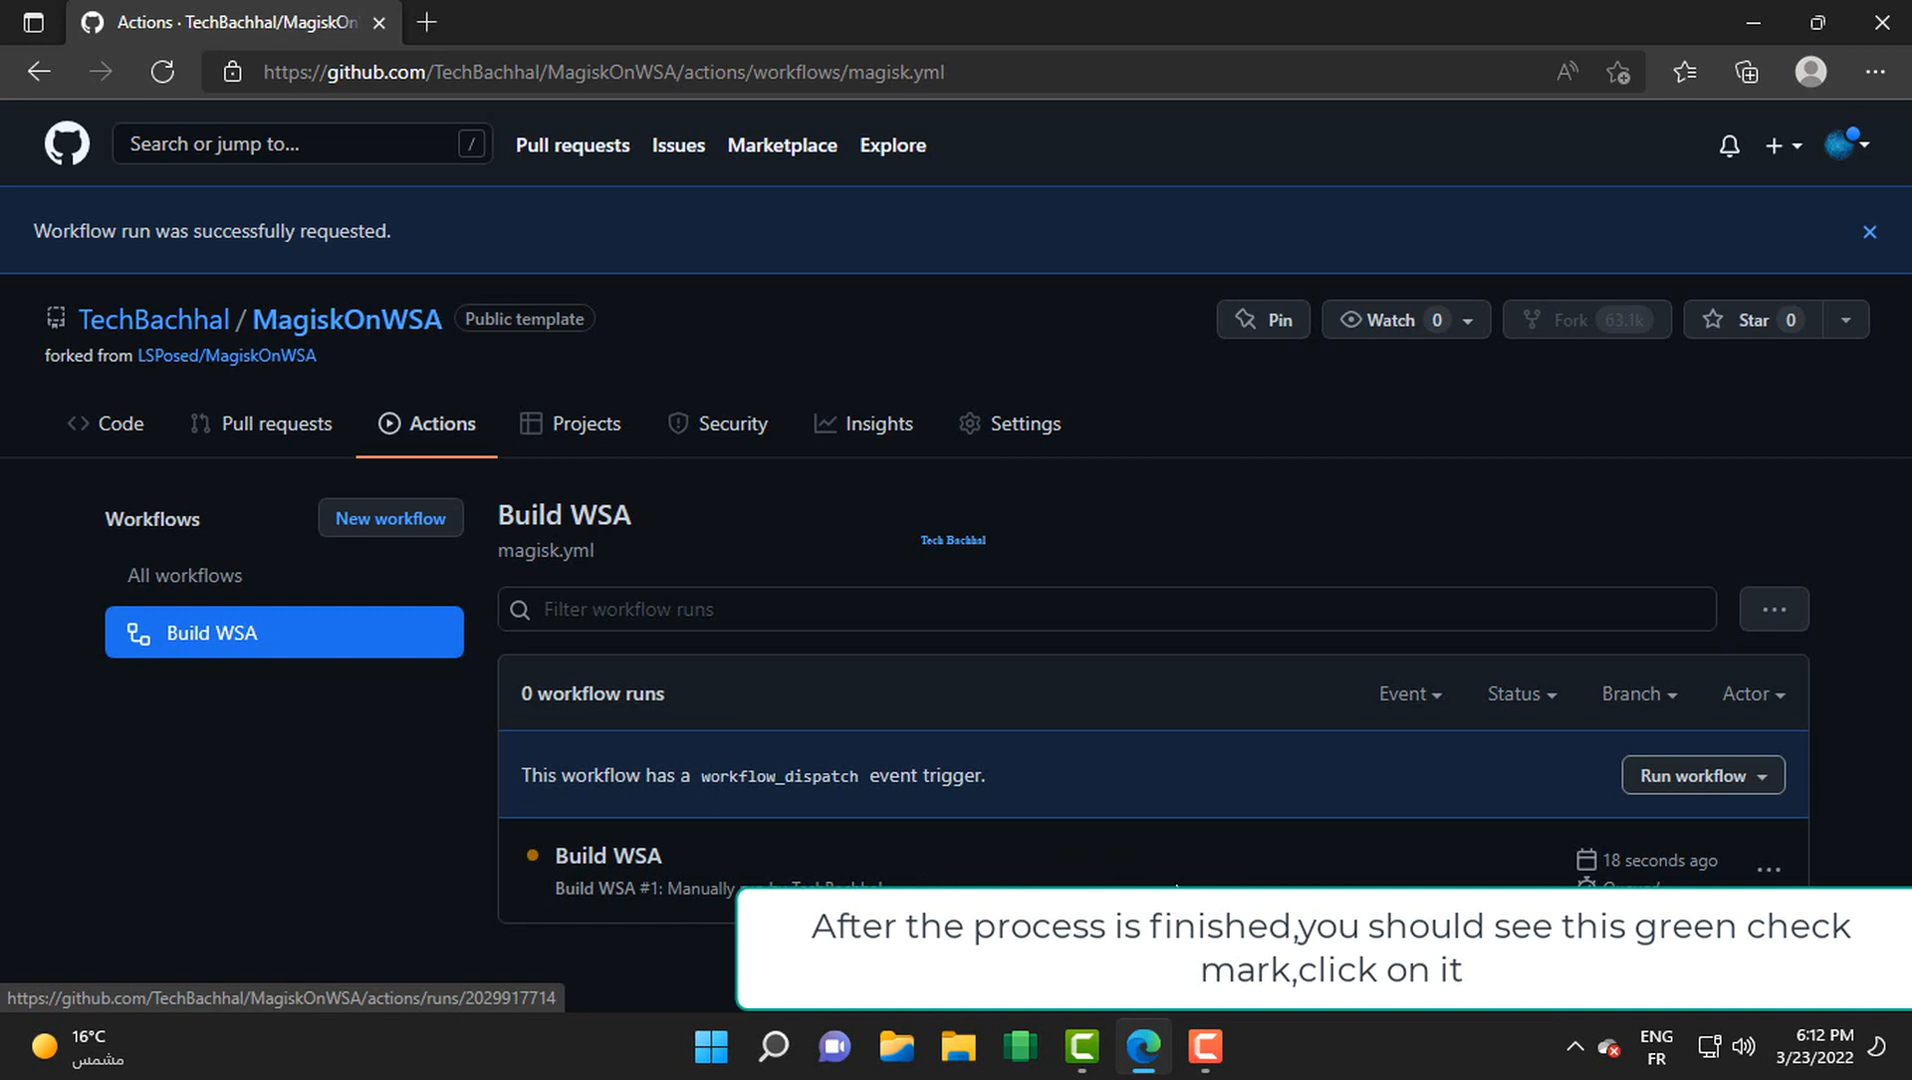 Actions · TechBachhal/MagiskOn
https://github.com/TechBachhal/MagiskOnWSA/actions/workflows/magisk.yml
Search or jump to... /
Pull requests Issues Marketplace Explore
Workflow run was successfully requested.
TechBachhal / MagiskOnWSA Public template
Pin Watch 0 Fork 63.1k Star 0
forked from LSPosed/MagiskOnWSA
Code Pull requests Actions Projects Security Insights Settings
Workflows New workflow
All workflows
Build WSA
Build WSA
magisk.yml
Tech Bachhal
Filter workflow runs
0 workflow runs Event Status Branch Actor
This workflow has a workflow_dispatch event trigger. Run workflow
Build WSA
18 seconds ago
Build WSA #1: Manually
After the process is finished,you should see this green check
mark,click on it
https://github.com/TechBachhal/MagiskOnWSA/actions/runs/2029917714
16°C
مشمس
ENG
FR
6:12 PM
3/23/2022